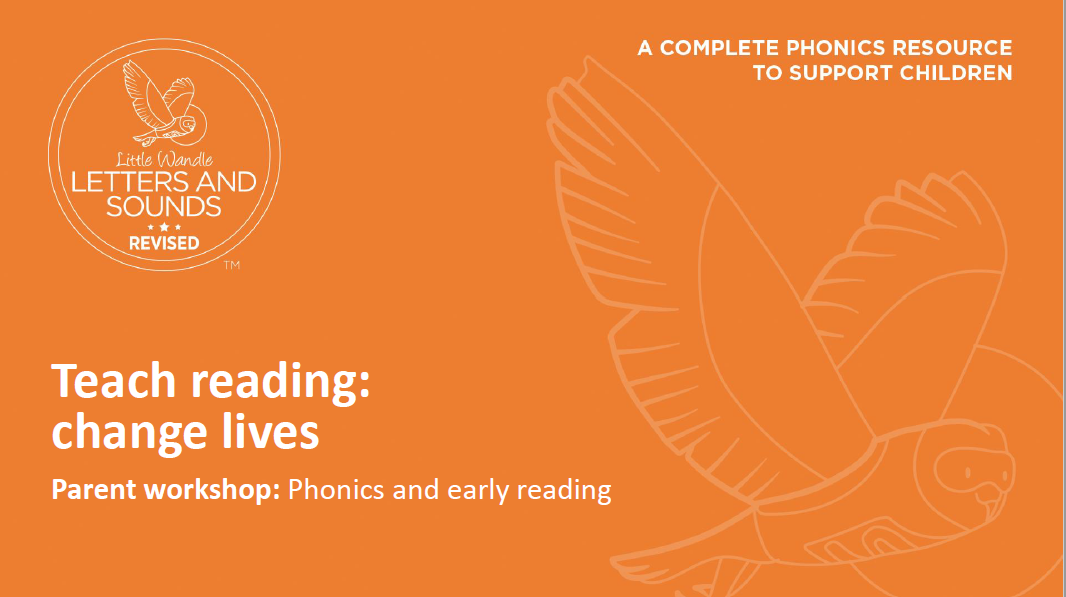 A COMPLETE PHONICS RESOURCE
TO SUPPORT CHILDREN
Little Wandle
LETTERS AND
SOUNDS
REVISED
TM
Teach reading:
change lives
Parent workshop: Phonics and early reading